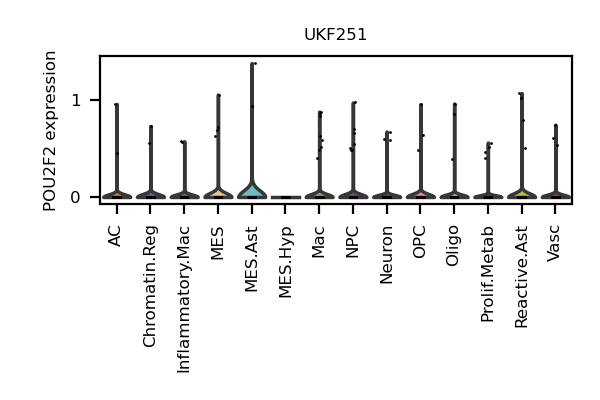 UKF251
POU2F2 expression
1
0
AC
Chromatin.Reg
Inflammatory.Mac
MES
MES.Ast
MES.Hyp
Mac
NPC
Neuron
OPC
Oligo
Prolif.Metab
Reactive.Ast
Vasc